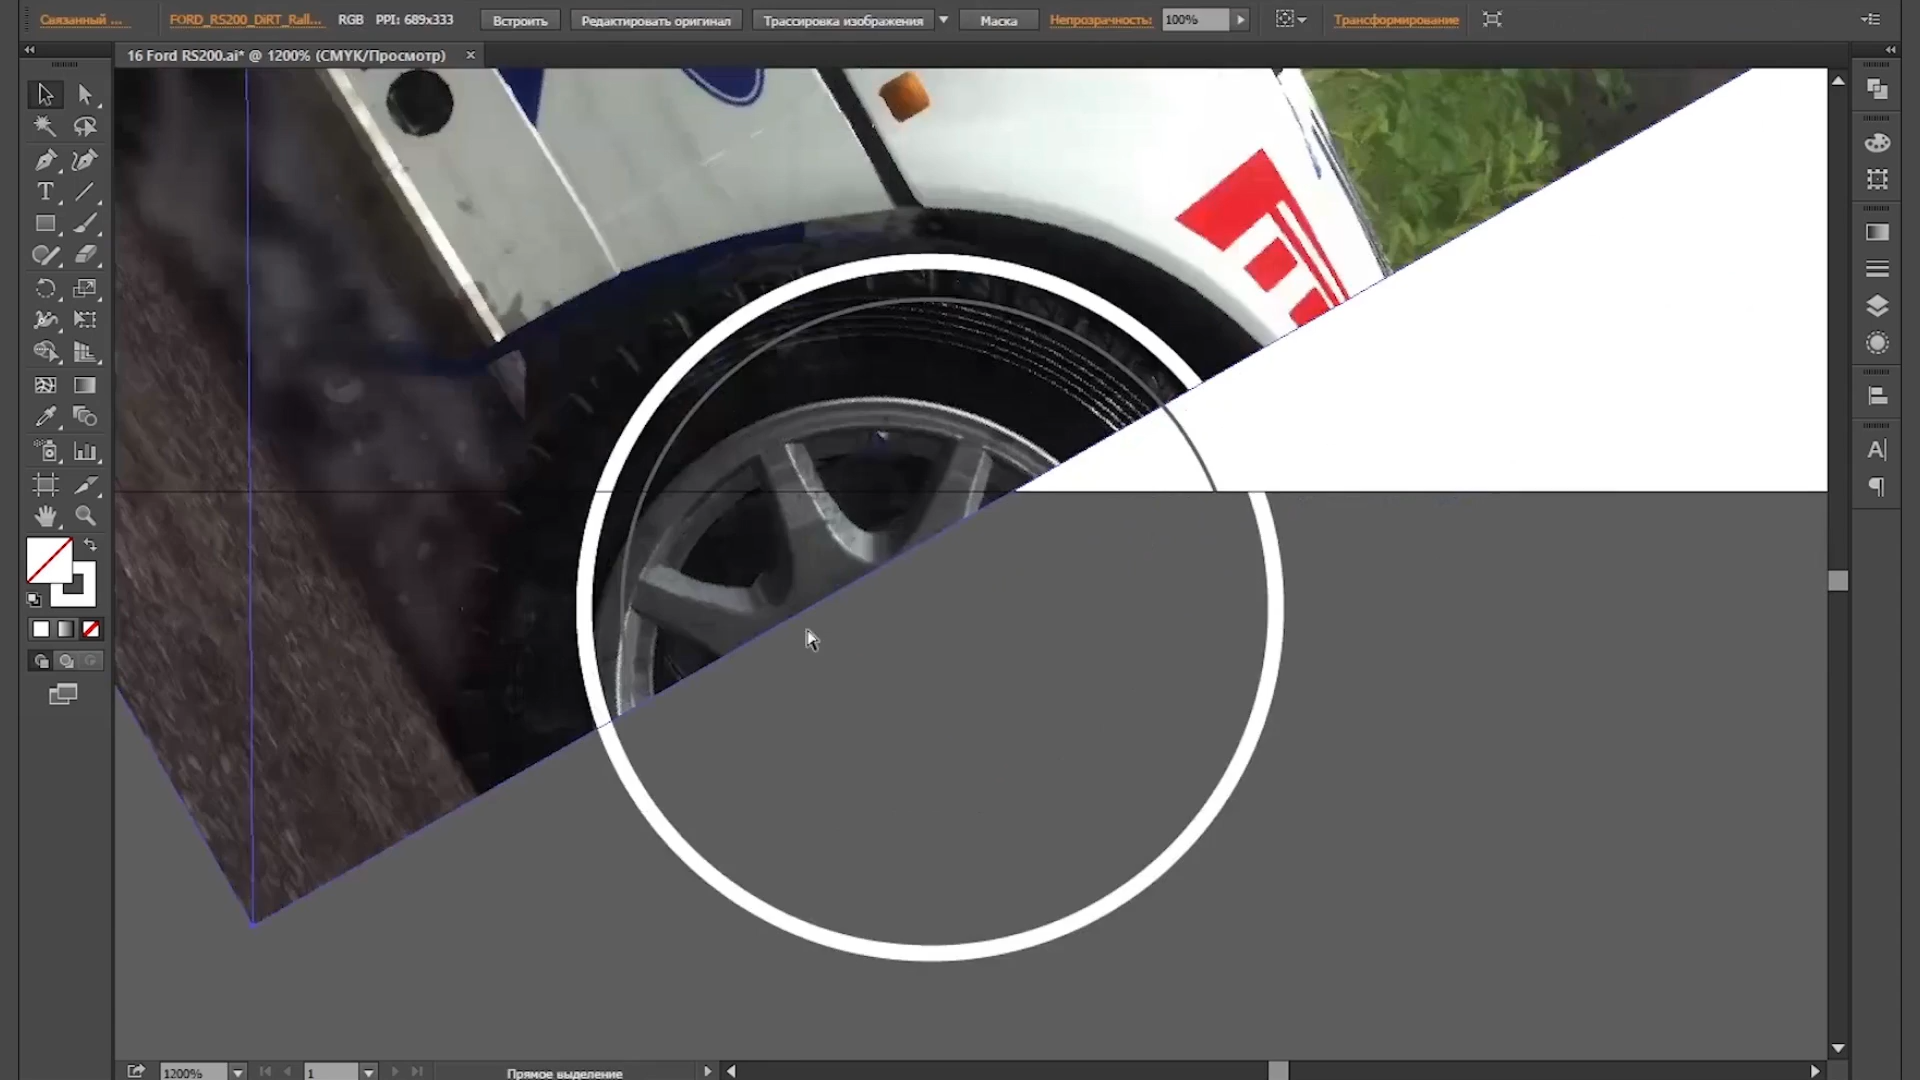 Связанный ...
FORD_RS200_DiRT_Rall...
RGB
PPI: 689x333
Встроить
Редактировать оригинал
Трассировка изображения
Маска
Непрозрачность:
100%
Трансформирование
16 Ford RS200.ai* @ 1200% (CMYK/Просмотр)
1200%
1
Прямое выделение